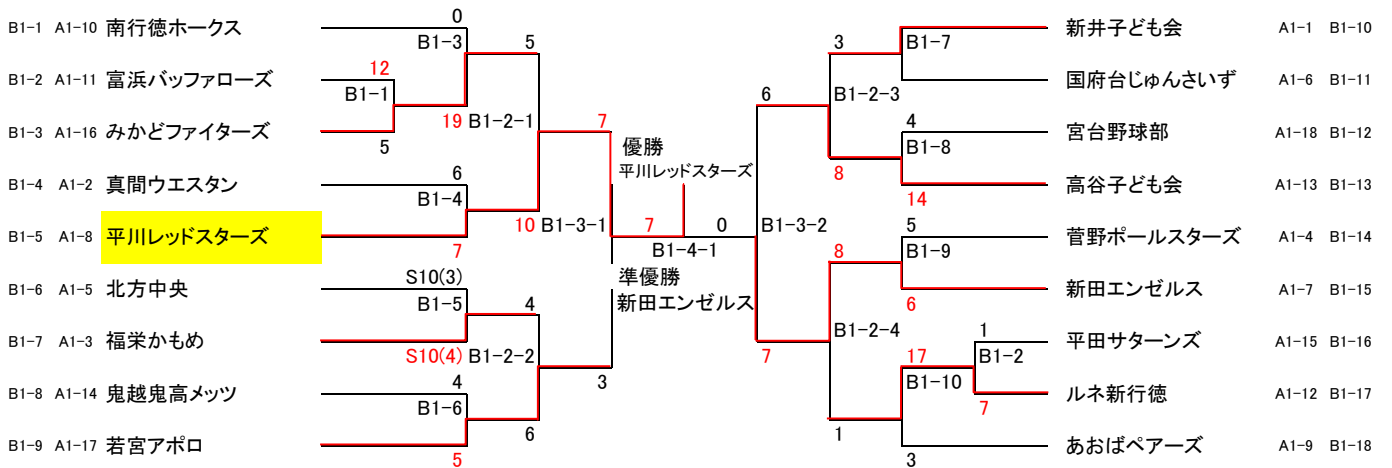 B1-1 A1-10 南行徳ホークス
B1-2 A1-11 富浜バッファローズ
B1-3 A1-16 みかどファイターズ
B1-4 A1-2 真間ウエスタン
B1-5 A1-8 平川レッドスターズ
B1-6 A1-5 北方中央
B1-7 A1-3 福栄かもめ
B1-8 A1-14 鬼越鬼高メッツ
B1-9 A1-17 若宮アポロ
0
B1-3
12
B1-1
5
19
6
B1-4
7
S10(3)
B1-5
S10(4)
4
B1-6
5
5
B1-2-1
10
4
B1-2-2
6
7
B1-3-1
3
優勝
平川レッドスターズ
7
0
B1-4-1
準優勝
新田エンゼルス
6
B1-3-2
7
3
B1-2-3
8
8
B1-2-4
1
B1-7
4
B1-8
14
5
B1-9
6
17
B1-10
3
1
B1-2
7
新井子ども会 A1-1 B1-10
国府台じゅんさいず A1-6 B1-11
宮台野球部 A1-18 B1-12
高谷子ども会 A1-13 B1-13
菅野ポールスターズ A1-4 B1-14
新田エンゼルス A1-7 B1-15
平田サターンズ A1-15 B1-16
ルネ新行徳 A1-12 B1-17
あおばペアーズ A1-9 B1-18